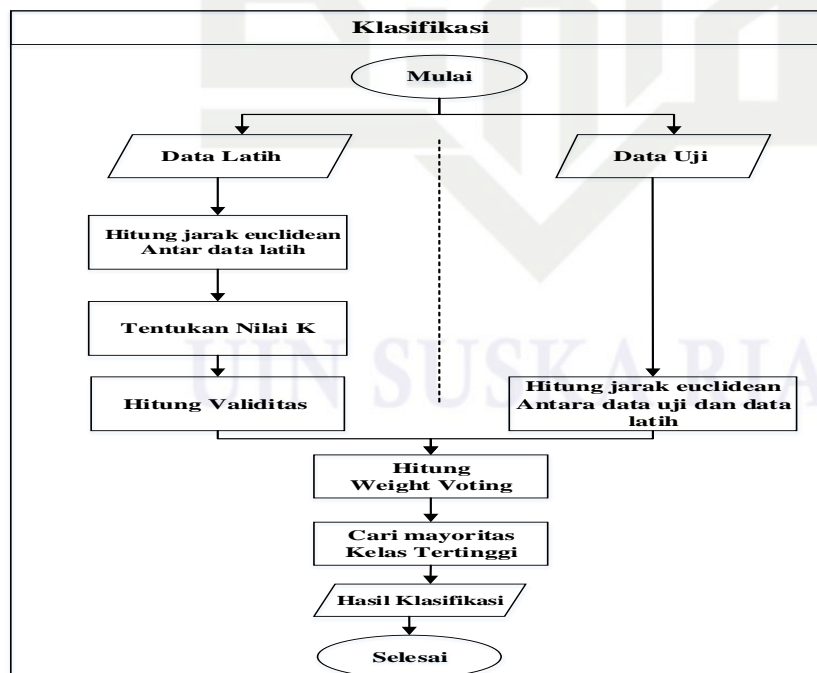 Klasifikasi
Mulai
Data Latih
Data Uji
Hitung jarak euclidean
Antar data latih
Tentukan Nilai K
Hitung Validitas
Hitung jarak euclidean
Antara data uji dan data
latih
UIN SUSKA RIA
Hitung
Weight Voting
Cari mayoritas
Kelas Tertinggi
Hasil Klasifikasi
Selesai